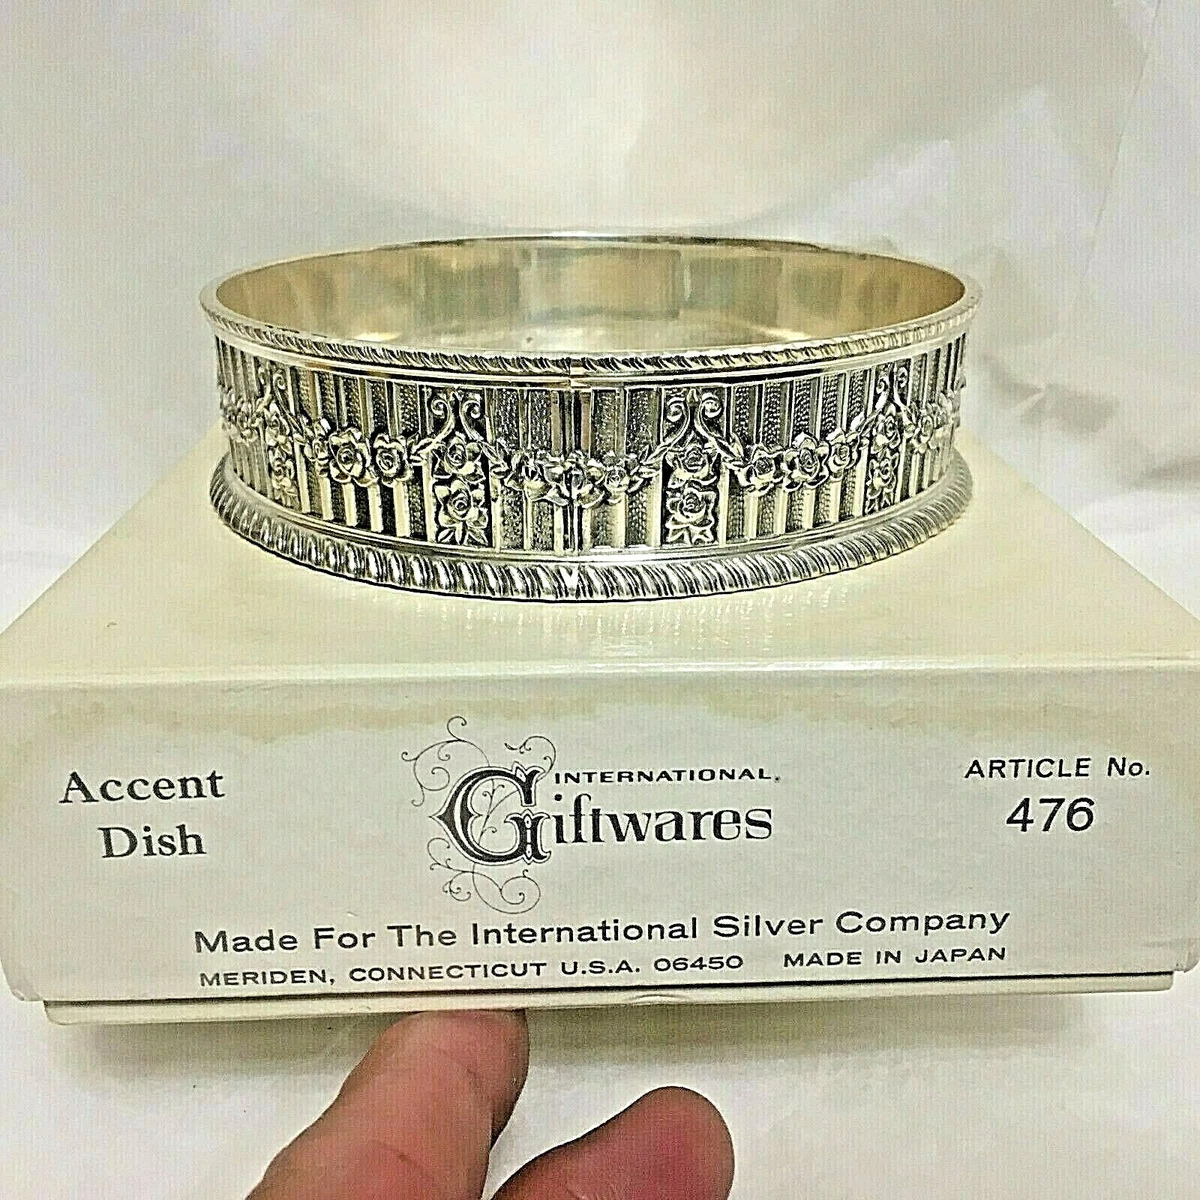 Accent
Dish
INTERNATIONAL.
Giftwares
ARTICLE No.
476
Made For The International Silver Company
MERIDEN, CONNECTICUT U.S.A. 06450 MADE IN JAPAN